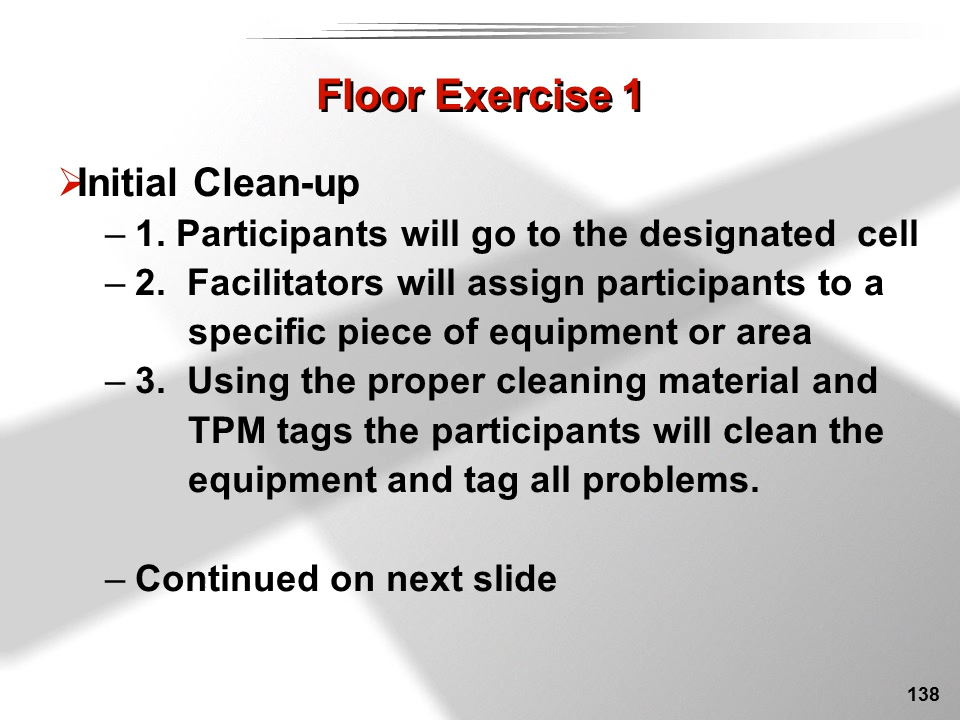 Floor Exercise 1
➢Initial Clean-up
– 1. Participants will go to the designated  cell
– 2.  Facilitators will assign participants to a
specific piece of equipment or area
– 3.  Using the proper cleaning material and
TPM tags the participants will clean the
equipment and tag all problems.
– Continued on next slide
138